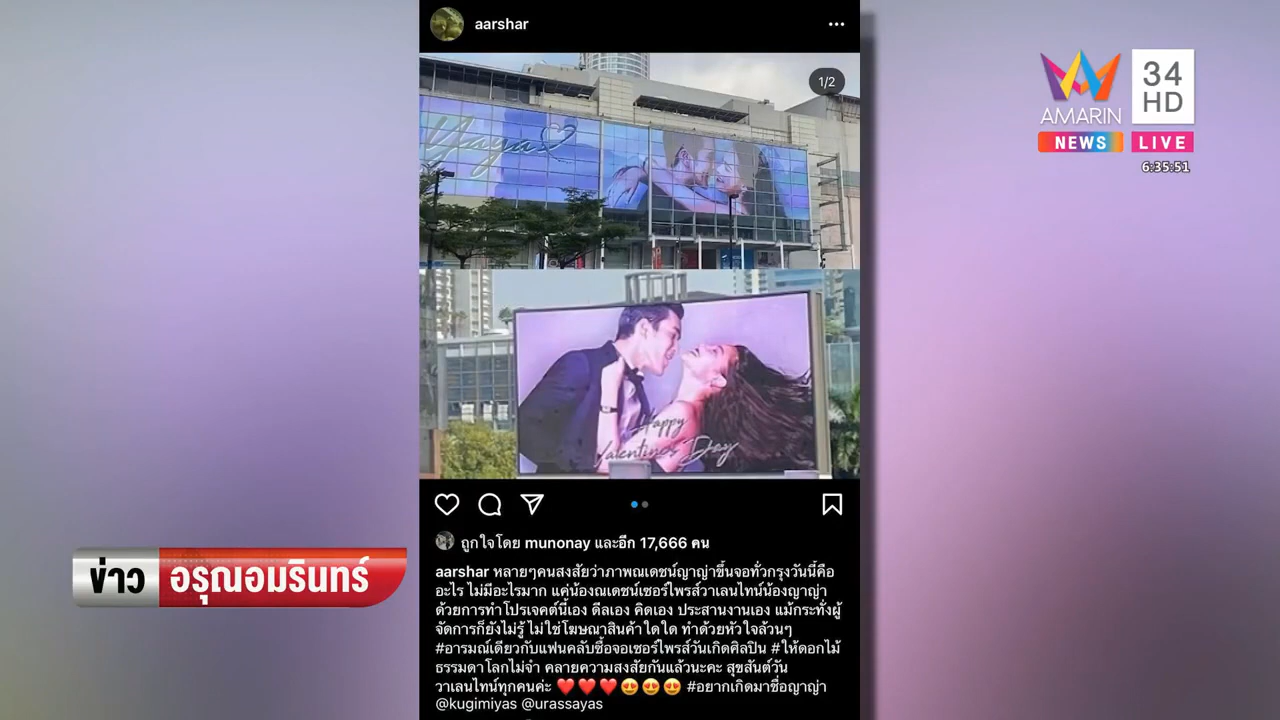 aarshar
1/2
Yaya
Happy
Valentine's Day
AMARIN
34
HD
NEWS
LIVE
6:35:51
ถูกใจโดย munonay และอีก 17,666 คน
aarshar หลายๆคนสงสัยว่าภาพณเดชน์ญาญ่าขึ้นจอทั่วกรุงวันนี้คือ
อะไร ไม่มีอะไรมาก แค่น้องณเดชน์เซอร์ไพรส์วาเลนไทน์น้องญาญ่า
ด้วยการทำโปรเจคต์นี้เอง ดีลเอง คิดเอง ประสานงานเอง แม้กระทั่งผู้
จัดการก็ยังไม่รู้ ไม่ใช่โฆษณาสินค้าใดใด ทำด้วยหัวใจล้วนๆ
#อารมณ์เดียวกับแฟนคลับซื้อจอเซอร์ไพรส์วันเกิดศิลปิน #ให้ดอกไม้
ธรรมดาโลกไม่จำ คลายความสงสัยกันแล้วนะคะ สุขสันต์วัน
วาเลนไทน์ทุกคนค่ะ ❤️❤️❤️😍😍😍 #อยากเกิดมาชื่อญาญ่า
@kugimiyas @urassayas
ข่าว อรุณอมรินทร์